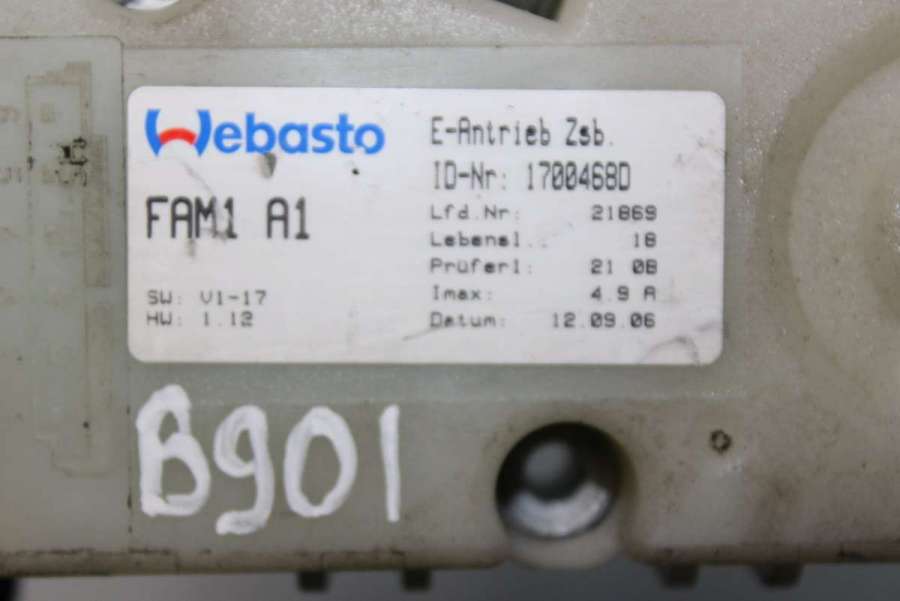 Webasto
FAM1 A1
SW: V1-17
HW: 1.12
E-Antrieb Zsb.
ID-Nr: 1700468D
Lfd.Nr: 21869
Lebensl.: 18
Prüferl: 21 0B
Imax: 4.9 A
Datum: 12.09.06
B901